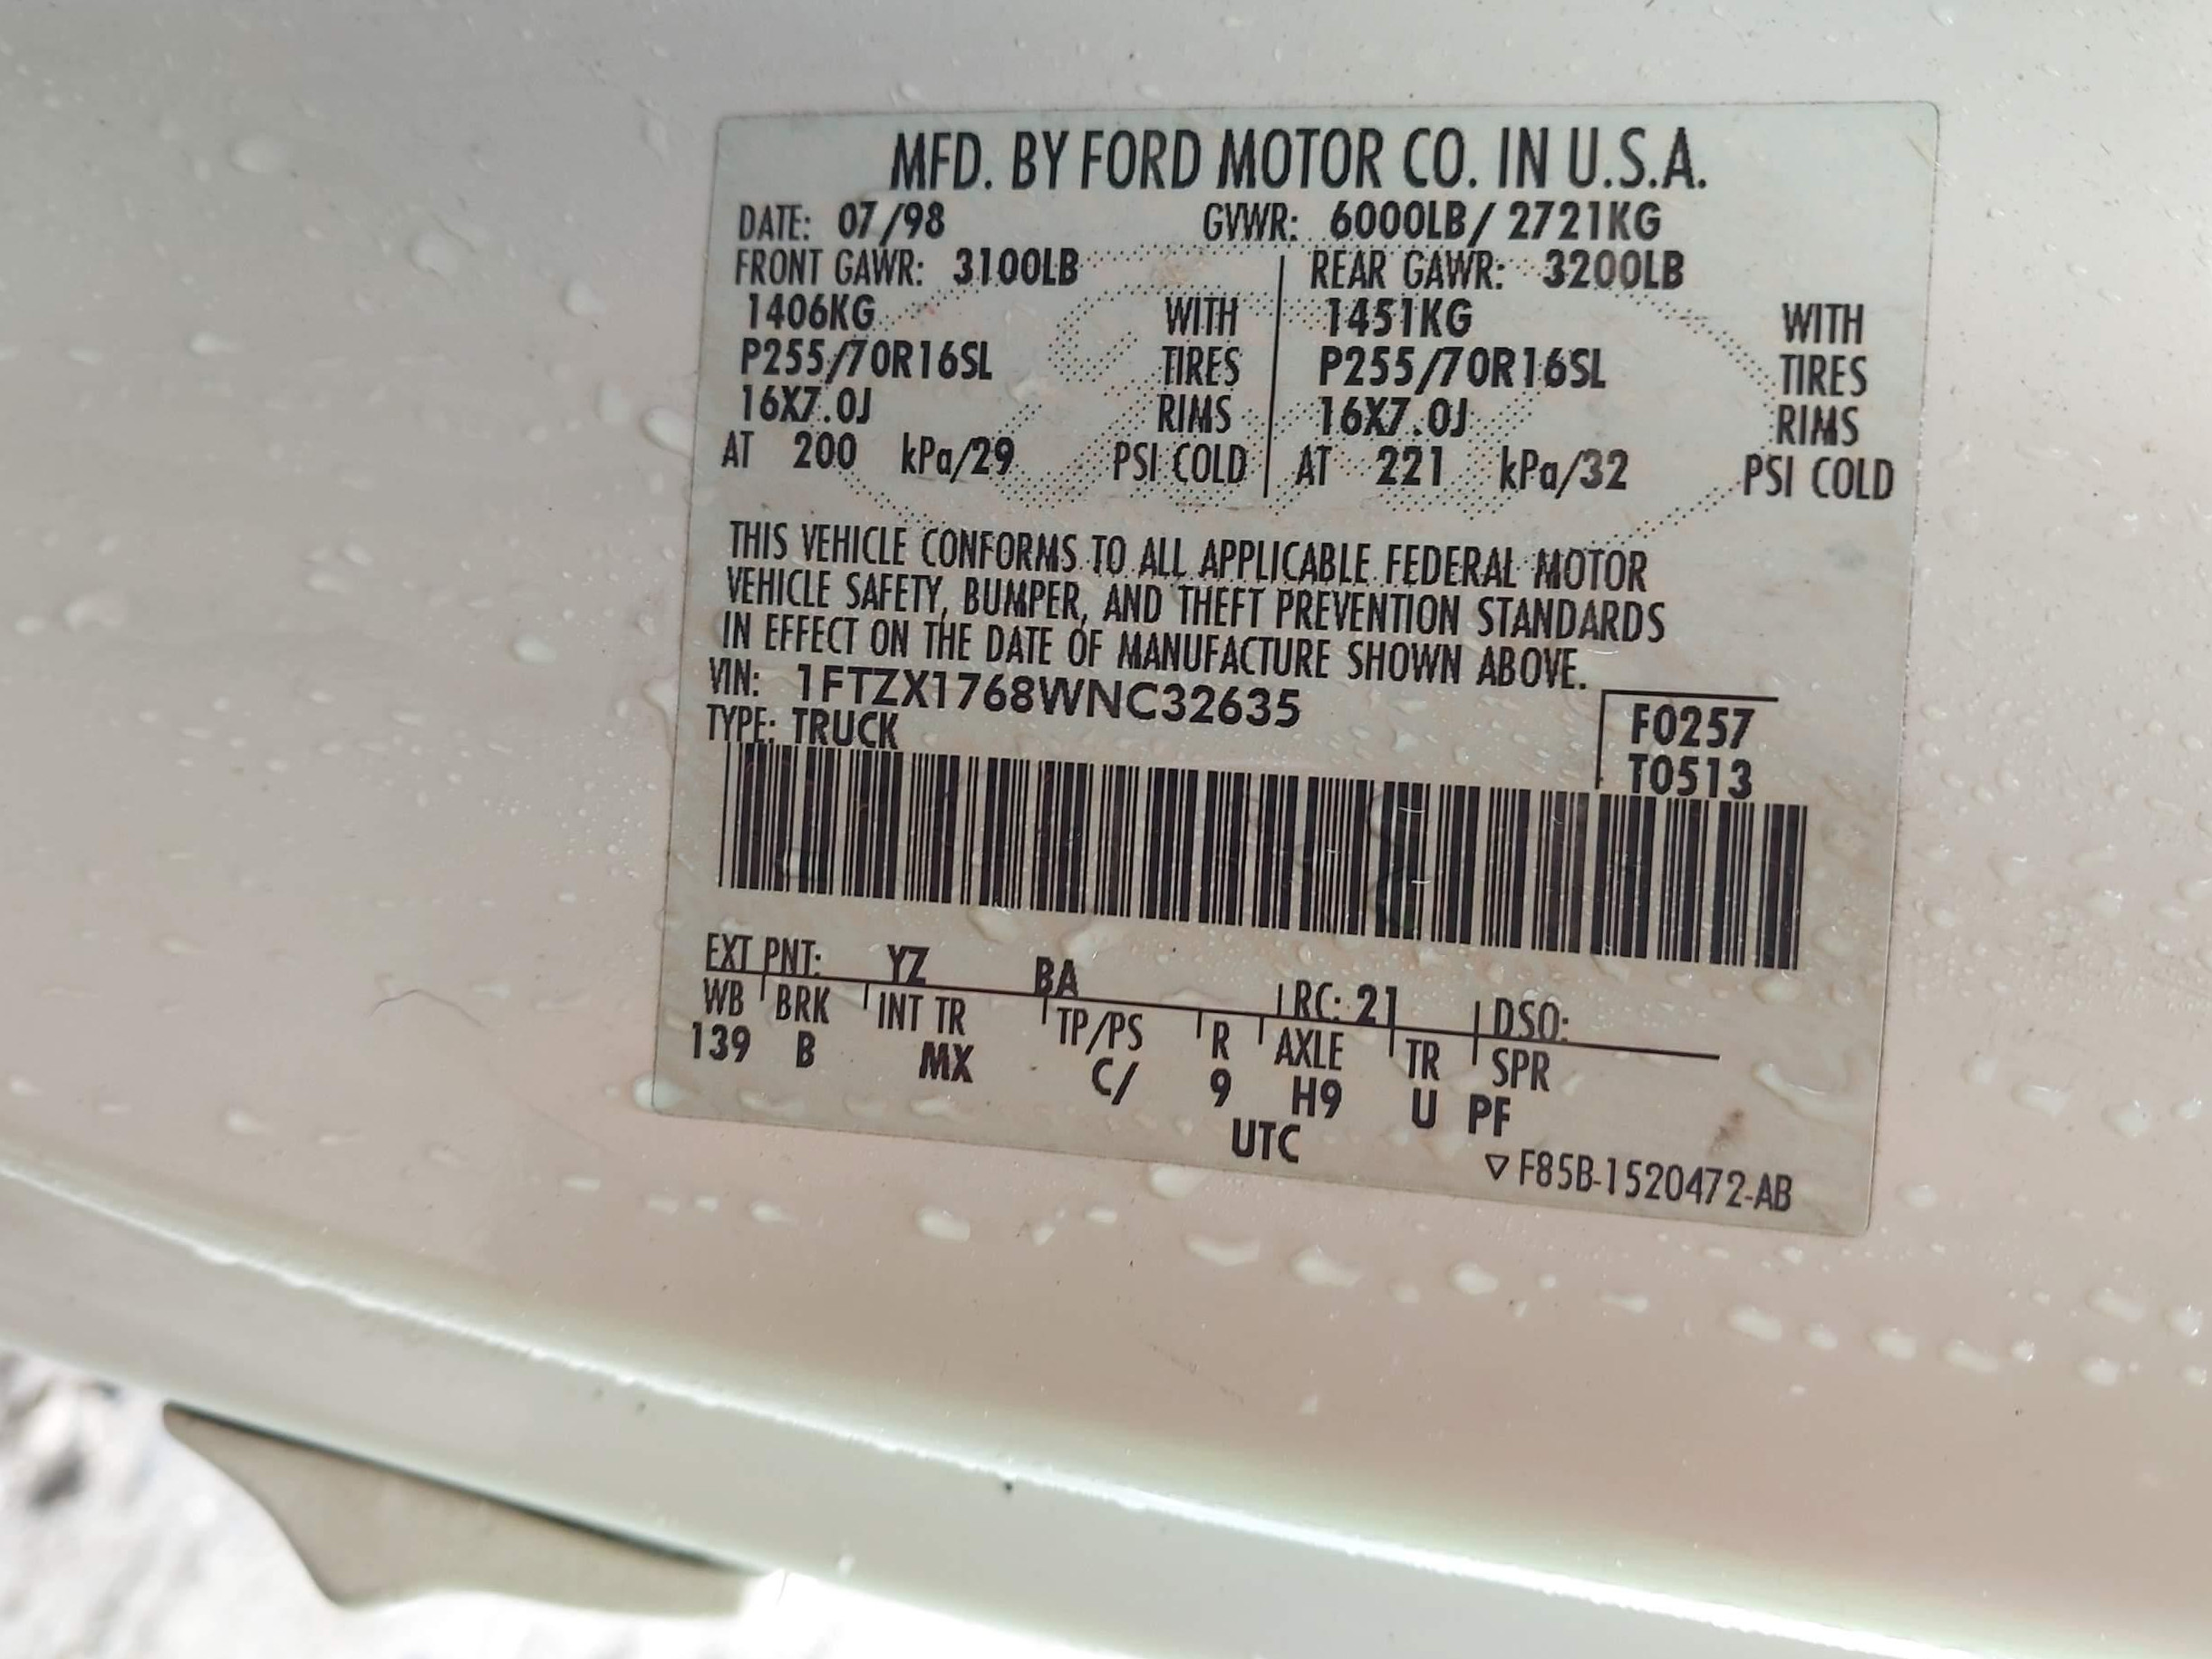 MFD. BY FORD MOTOR CO. IN U.S.A.
DATE: 07/98 GVWR: 6000LB/ 2721KG
FRONT GAWR: 3100LB REAR GAWR: 3200LB
1406KG WITH 1451KG WITH
P255/70R16SL TIRES P255/70R16SL TIRES
16X7.0J RIMS 16X7.0J RIMS
AT 200 kPa/29 PSI COLD AT 221 kPa/32 PSI COLD
THIS VEHICLE CONFORMS TO ALL APPLICABLE FEDERAL MOTOR
VEHICLE SAFETY, BUMPER, AND THEFT PREVENTION STANDARDS
IN EFFECT ON THE DATE OF MANUFACTURE SHOWN ABOVE.
VIN: 1FTZX1768WNC32635
TYPE: TRUCK
F0257
T0513
EXT PNT: YZ BA RC: 21 DSO:
WB BRK INT TR TP/PS R AXLE TR SPR
139 B MX C/ 9 H9 U PF
UTC
▽ F85B-1520472-AB